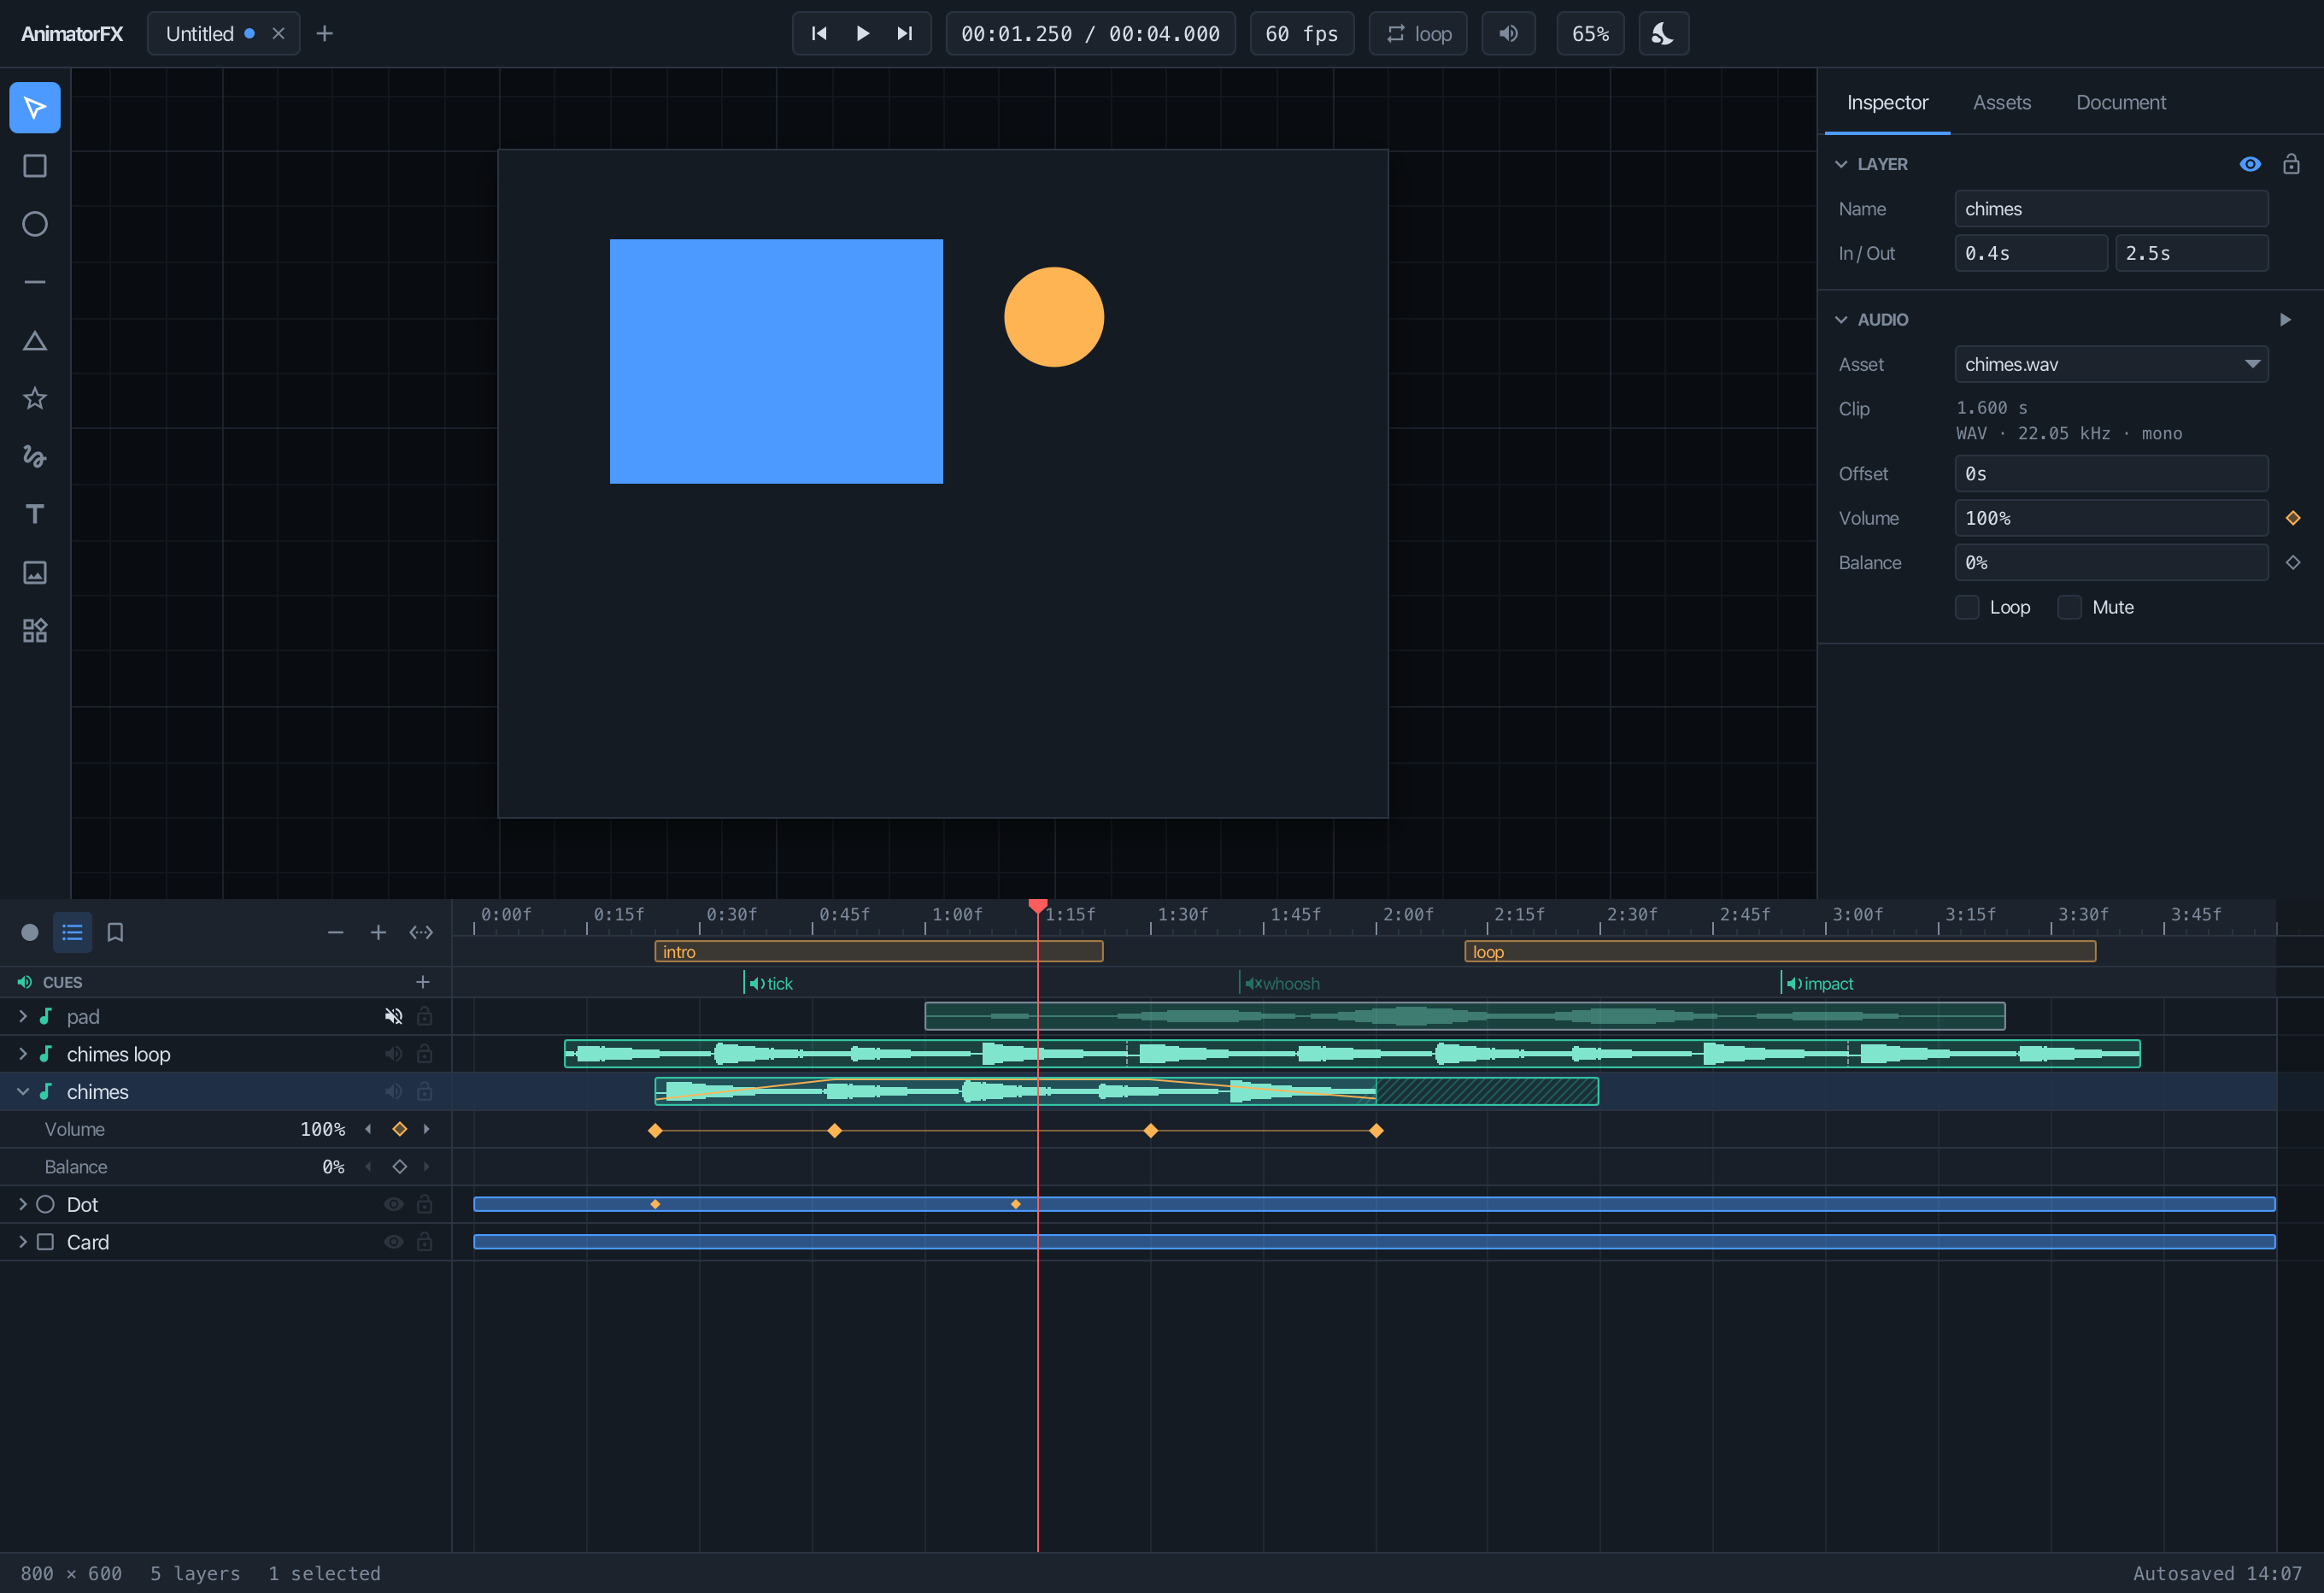 AnimatorFX
Untitled
00:01.250 / 00:04.000
60 fps
loop
65%
Inspector
Assets
Document
LAYER
Name
chimes
In / Out
0.4s
2.5s
AUDIO
Asset
chimes.wav
Clip
1.600 s
WAV · 22.05 kHz · mono
Offset
0s
Volume
100%
Balance
0%
Loop
Mute
0:00f 0:15f 0:30f 0:45f 1:00f 1:15f 1:30f 1:45f 2:00f 2:15f 2:30f 2:45f 3:00f 3:15f 3:30f 3:45f
intro
loop
CUES
tick
whoosh
impact
pad
chimes loop
chimes
Volume
100%
Balance
0%
Dot
Card
800 × 600
5 layers
1 selected
Autosaved 14:07